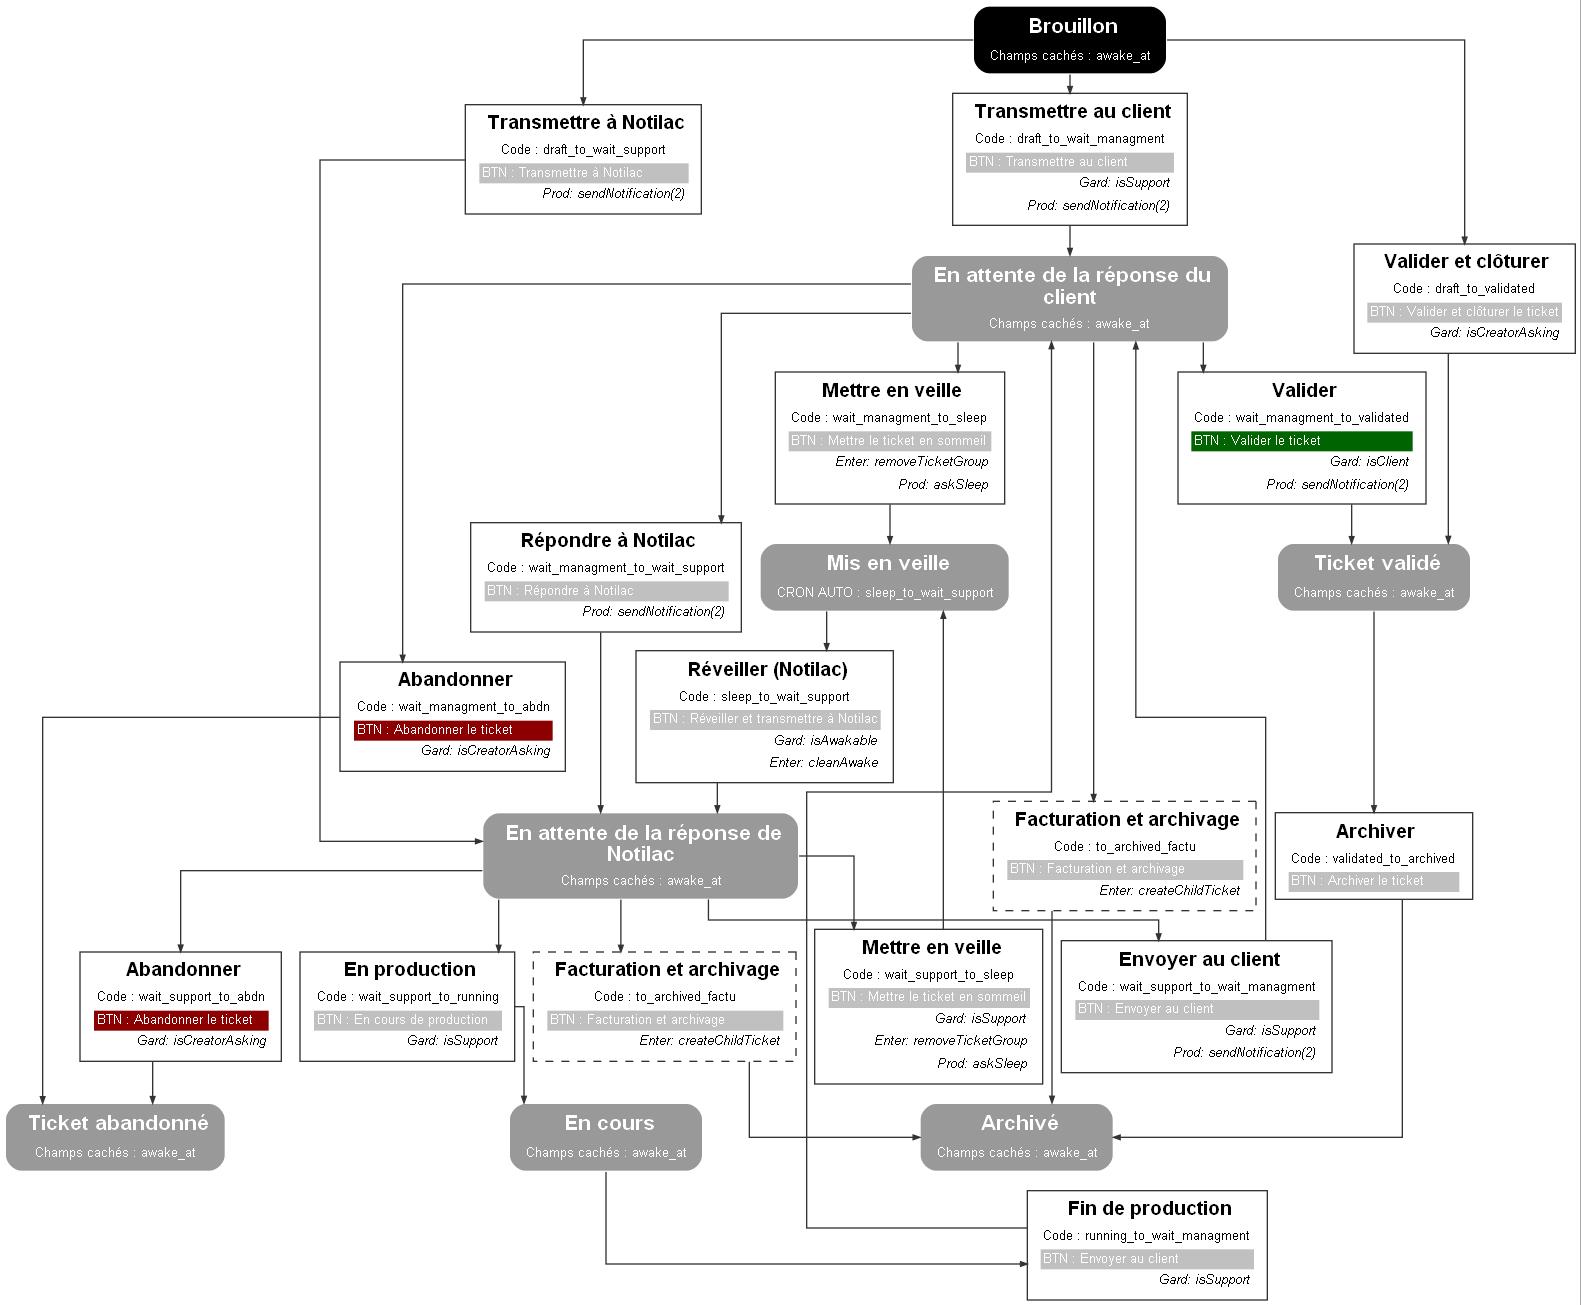 Brouillon
Champs cachés : awake_at
Transmettre à Notilac
Code : draft_to_wait_support
BTN : Transmettre à Notilac
Prod: sendNotification(2)
Transmettre au client
Code : draft_to_wait_managment
BTN : Transmettre au client
Gard: isSupport
Prod: sendNotification(2)
Valider et clôturer
Code : draft_to_validated
BTN : Valider et clôturer le ticket
Gard: isCreatorAsking
En attente de la réponse du
client
Champs cachés : awake_at
Mettre en veille
Code : wait_managment_to_sleep
BTN : Mettre le ticket en sommeil
Enter: removeTicketGroup
Prod: askSleep
Valider
Code : wait_managment_to_validated
BTN : Valider le ticket
Gard: isClient
Prod: sendNotification(2)
Répondre à Notilac
Code : wait_managment_to_wait_support
BTN : Répondre à Notilac
Prod: sendNotification(2)
Mis en veille
CRON AUTO : sleep_to_wait_support
Ticket validé
Champs cachés : awake_at
Abandonner
Code : wait_managment_to_abdn
BTN : Abandonner le ticket
Gard: isCreatorAsking
Réveiller (Notilac)
Code : sleep_to_wait_support
BTN : Réveiller et transmettre à Notilac
Gard: isAwakable
Enter: cleanAwake
En attente de la réponse de
Notilac
Champs cachés : awake_at
Facturation et archivage
Code : to_archived_factu
BTN : Facturation et archivage
Enter: createChildTicket
Archiver
Code : validated_to_archived
BTN : Archiver le ticket
Abandonner
Code : wait_support_to_abdn
BTN : Abandonner le ticket
Gard: isCreatorAsking
En production
Code : wait_support_to_running
BTN : En cours de production
Gard: isSupport
Facturation et archivage
Code : to_archived_factu
BTN : Facturation et archivage
Enter: createChildTicket
Mettre en veille
Code : wait_support_to_sleep
BTN : Mettre le ticket en sommeil
Gard: isSupport
Enter: removeTicketGroup
Prod: askSleep
Envoyer au client
Code : wait_support_to_wait_managment
BTN : Envoyer au client
Gard: isSupport
Prod: sendNotification(2)
Ticket abandonné
Champs cachés : awake_at
En cours
Champs cachés : awake_at
Archivé
Champs cachés : awake_at
Fin de production
Code : running_to_wait_managment
BTN : Envoyer au client
Gard: isSupport